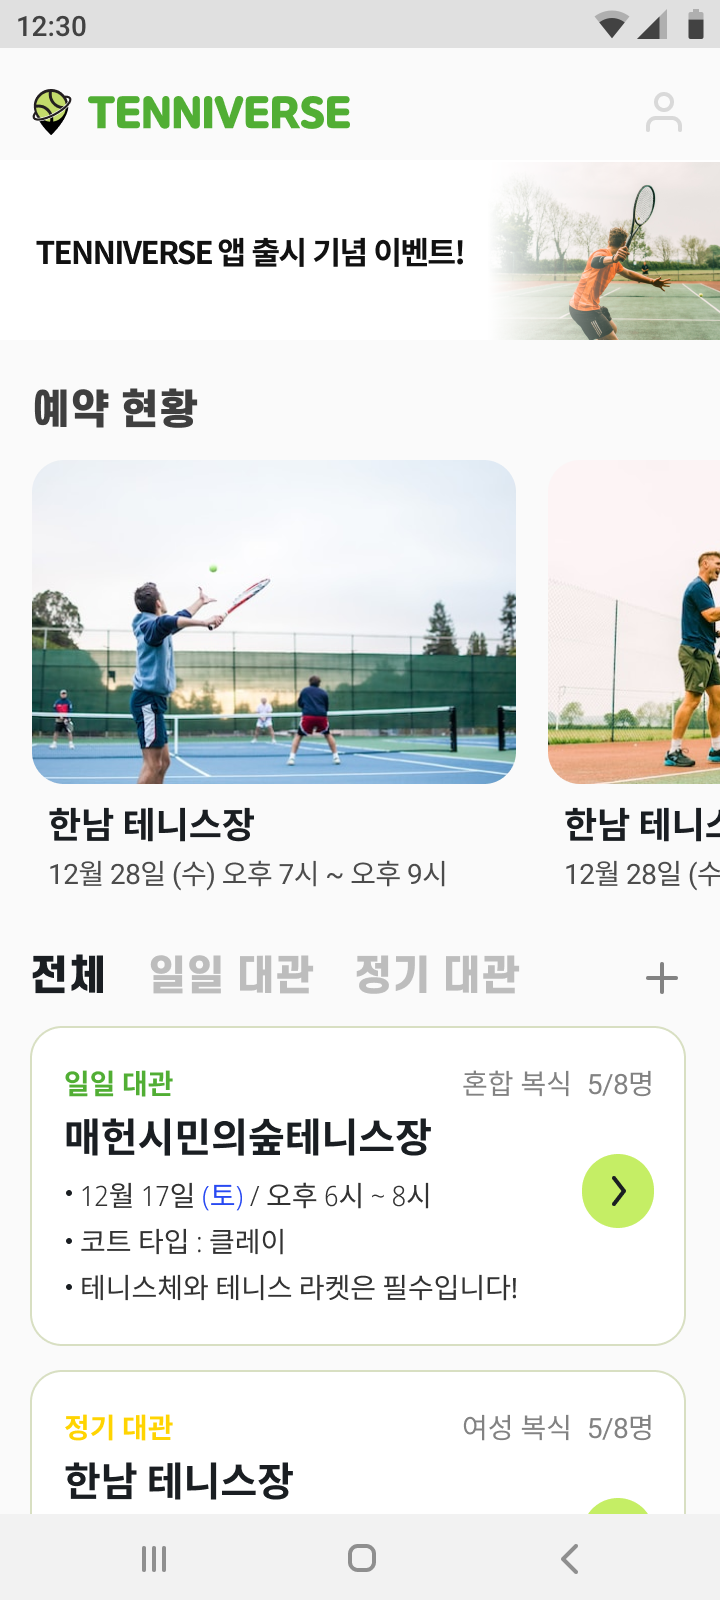 12:30
TENNIVERSE
TENNIVERSE 앱 출시 기념 이벤트!
예약 현황
한남 테니스장
12월 28일 (수) 오후 7시 ~ 오후 9시
한남 테니스
12월 28일 (수
전체 일일 대관 정기 대관
일일 대관 혼합 복식 5/8명
매헌시민의숲테니스장
• 12월 17일 (토) / 오후 6시 ~ 8시
• 코트 타입 : 클레이
• 테니스체와 테니스 라켓은 필수입니다!
정기 대관 여성 복식 5/8명
한남 테니스장